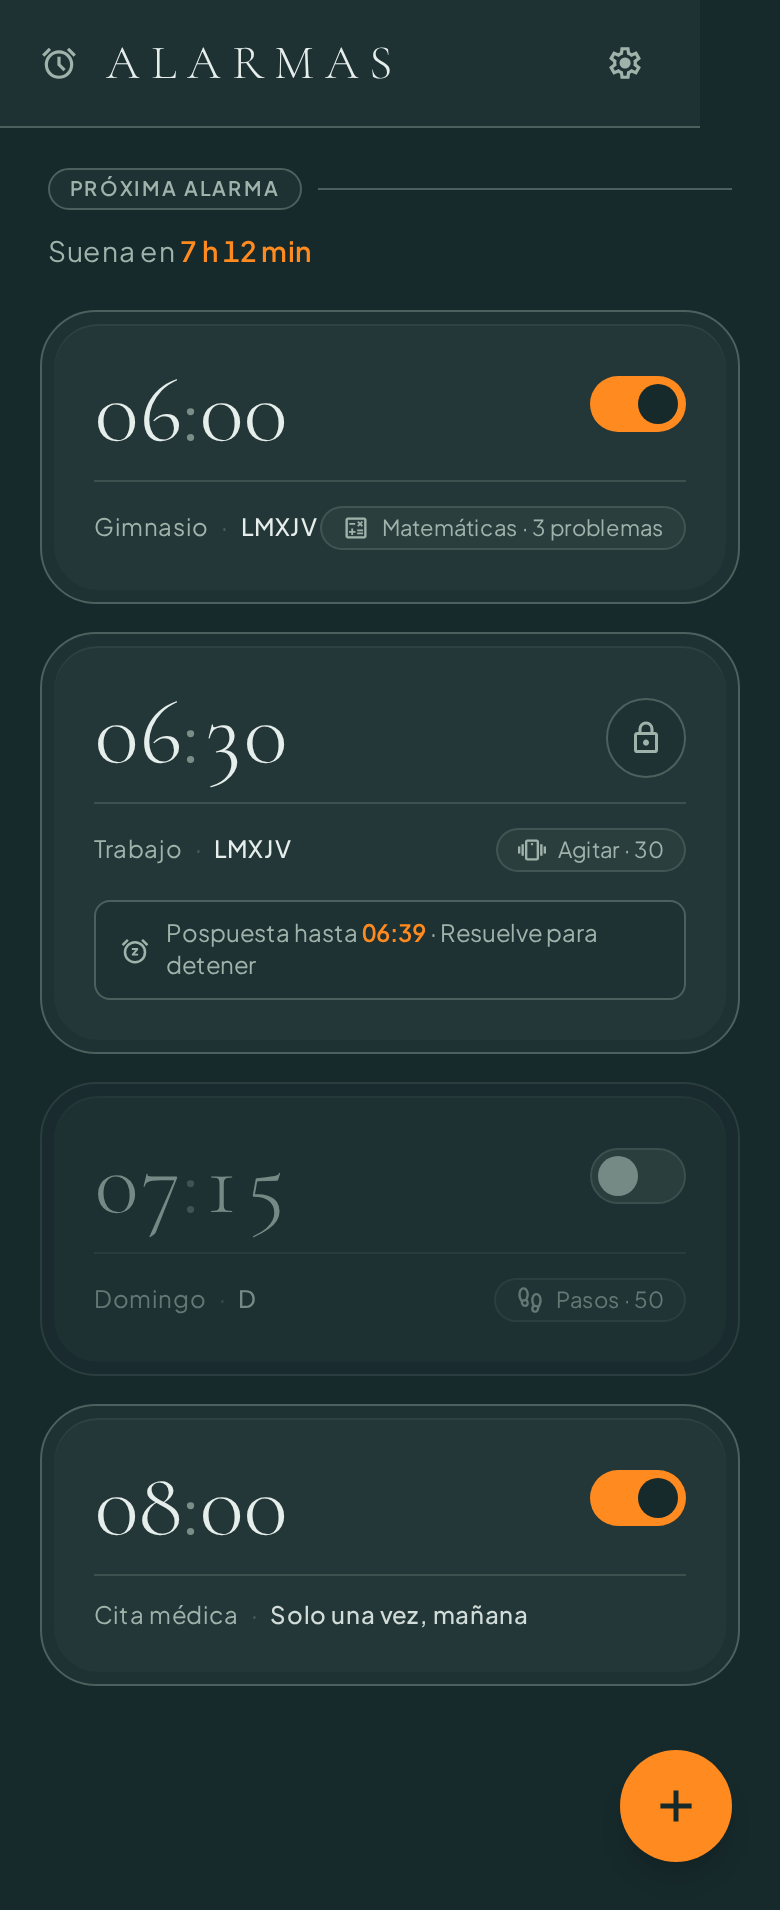 ALARMAS
PRÓXIMA ALARMA
Suena en 7 h 12 min
06:00
Gimnasio · LMXJV Matemáticas · 3 problemas
06:30
Trabajo · LMXJV Agitar · 30
Pospuesta hasta 06:39 · Resuelve para
detener
07:15
Domingo · D Pasos · 50
08:00
Cita médica · Solo una vez, mañana